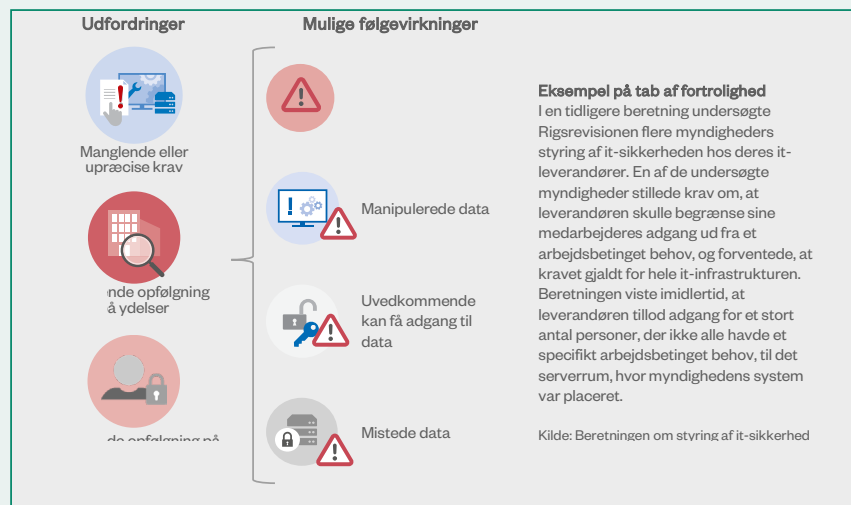 Udfordringer
Mulige følgevirkninger
Manglende eller
upræcise krav
nde opfølgning
å ydelser
de opfølgning på
Manipulerede data
Uvedkommende
kan få adgang til
data
Mistede data
Eksempel på tab af fortrolighed
I en tidligere beretning undersøgte
Rigsrevisionen flere myndigheders
styring af it-sikkerheden hos deres it-
leverandører. En af de undersøgte
myndigheder stillede krav om, at
leverandøren skulle begrænse sine
medarbejderes adgang ud fra et
arbejdsbetinget behov, og forventede, at
kravet gjaldt for hele it-infrastrukturen.
Beretningen viste imidlertid, at
leverandøren tillod adgang for et stort
antal personer, der ikke alle havde et
specifikt arbejdsbetinget behov, til det
serverrum, hvor myndighedens system
var placeret.
Kilde: Beretningen om styring af it-sikkerhed